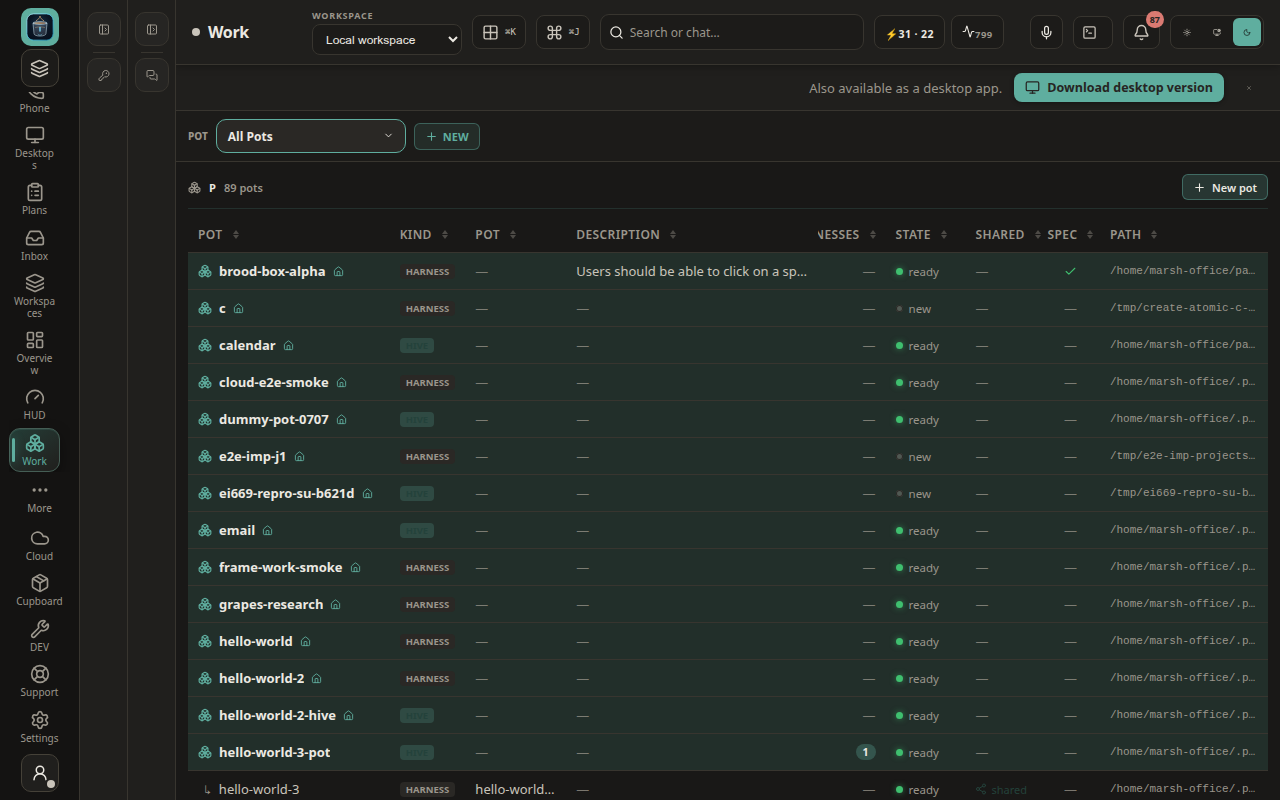 Work
WORKSPACE
Local workspace
⌘K
⌘J
Search or chat...
⚡31 · 22
799
87
Also available as a desktop app.
Download desktop version
×
Phone
Desktop
s
Plans
Inbox
Workspa
ces
Overvie
w
HUD
Work
More
Cloud
Cupboard
DEV
Support
Settings
POT
All Pots
+ NEW
P 89 pots
+ New pot
POT KIND POT DESCRIPTION NESSES STATE SHARED SPEC PATH
brood-box-alpha HARNESS — Users should be able to click on a sp... — ready — ✓ /home/marsh-office/pa...
c HARNESS — — — new — — /tmp/create-atomic-c-...
calendar HIVE — — — ready — — /home/marsh-office/pa...
cloud-e2e-smoke HARNESS — — — ready — — /home/marsh-office/.p...
dummy-pot-0707 HIVE — — — ready — — /home/marsh-office/.p...
e2e-imp-j1 HARNESS — — — new — — /tmp/e2e-imp-projects...
ei669-repro-su-b621d HIVE — — — new — — /tmp/ei669-repro-su-b...
email HIVE — — — ready — — /home/marsh-office/.p...
frame-work-smoke HARNESS — — — ready — — /home/marsh-office/.p...
grapes-research HARNESS — — — ready — — /home/marsh-office/.p...
hello-world HARNESS — — — ready — — /home/marsh-office/.p...
hello-world-2 HARNESS — — — ready — — /home/marsh-office/.p...
hello-world-2-hive HIVE — — — ready — — /home/marsh-office/.p...
hello-world-3-pot HIVE — — 1 ready — — /home/marsh-office/.p...
↳ hello-world-3 HARNESS hello-world... — — ready shared — /home/marsh-office/.p...